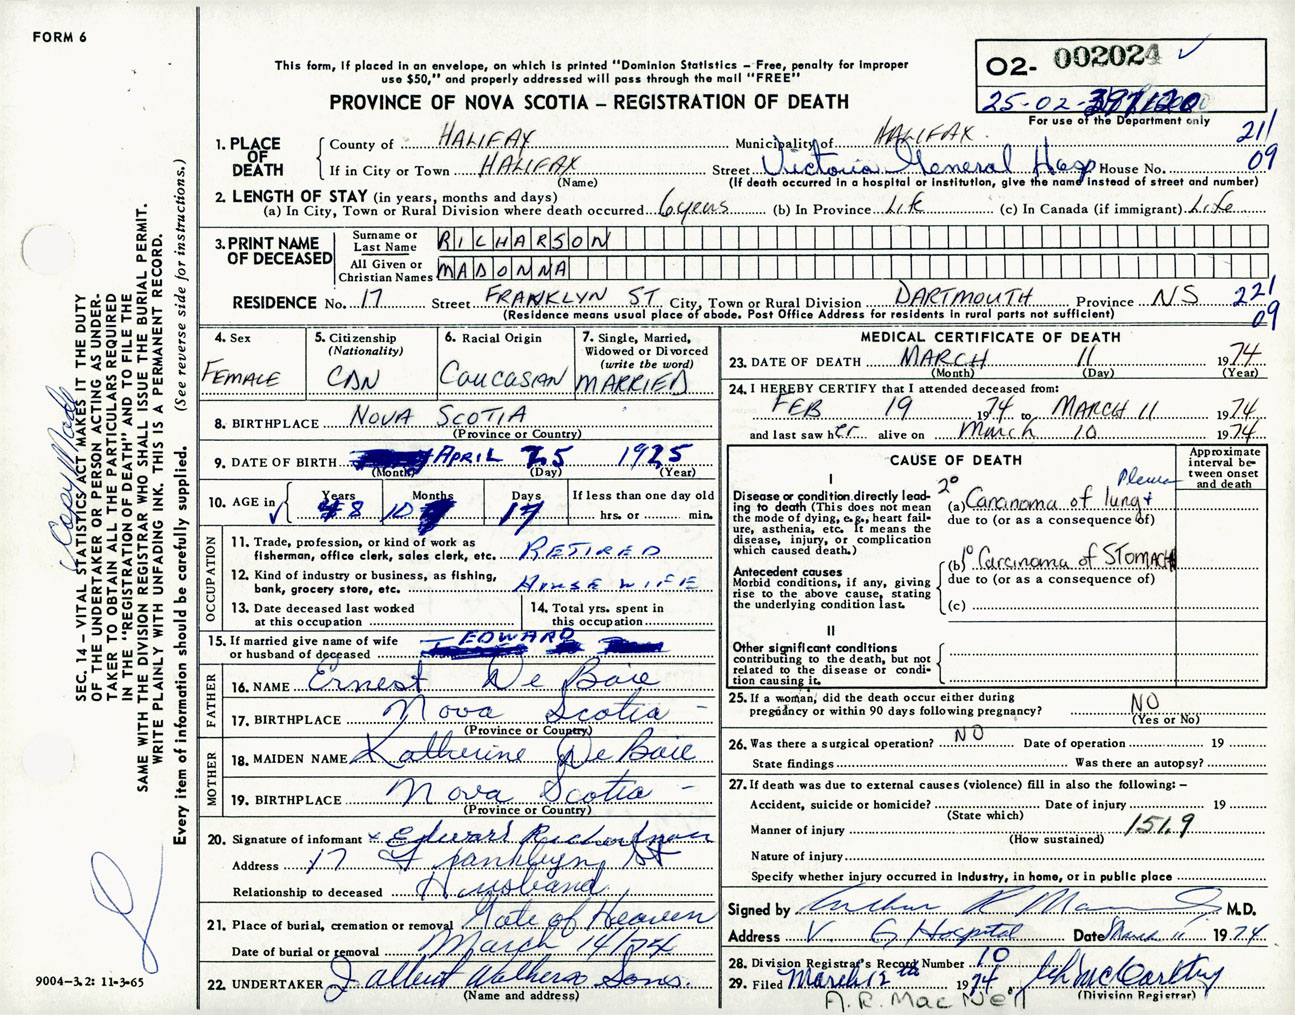 FORM 6
02- 002024 ✓
25-02-
This form, if placed in an envelope, on which is printed "Dominion Statistics – Free, penalty for improper
use $50," and properly addressed will pass through the mail "FREE"
PROVINCE OF NOVA SCOTIA – REGISTRATION OF DEATH
For use of the Department only
211
09
1. PLACE OF DEATH
County of HALIFAX Municipality of HALIFAX
If in City or Town HALIFAX Street Victoria General Hosp House No.
(Name) (If death occurred in a hospital or institution, give the name instead of street and number)
2. LENGTH OF STAY (in years, months and days)
(a) In City, Town or Rural Division where death occurred 6 years (b) In Province Life (c) In Canada (if immigrant) Life
3. PRINT NAME OF DECEASED
Surname or Last Name RICHARSON
All Given or Christian Names MADONNA
RESIDENCE No. 17 Street FRANKLYN ST City, Town or Rural Division DARTMOUTH Province N S 221
09
(Residence means usual place of abode. Post Office Address for residents in rural parts not sufficient)
4. Sex
FEMALE
5. Citizenship (Nationality)
CDN
6. Racial Origin
Caucasian
7. Single, Married, Widowed or Divorced (write the word)
MARRIED
8. BIRTHPLACE NOVA SCOTIA
(Province or Country)
9. DATE OF BIRTH APRIL 25 1925
(Month) (Day) (Year)
10. AGE in ✓ Years 48 Months 10 Days 17 If less than one day old
hrs. or min.
OCCUPATION
11. Trade, profession, or kind of work as
fisherman, office clerk, sales clerk, etc. RETIRED
12. Kind of industry or business, as fishing,
bank, grocery store, etc. HOUSE WIFE
13. Date deceased last worked
at this occupation
14. Total yrs. spent in
this occupation
15. If married give name of wife
or husband of deceased EDWARD
FATHER
16. NAME Ernest De Baie
17. BIRTHPLACE Nova Scotia -
(Province or Country)
MOTHER
18. MAIDEN NAME Katherine De Baie
19. BIRTHPLACE Nova Scotia -
(Province or Country)
20. Signature of informant x Edward Richardson
Address 17 Franklyn St
Relationship to deceased Husband
21. Place of burial, cremation or removal Gate of Heaven
Date of burial or removal March 14/74
22. UNDERTAKER J Albert Walker & Sons.
(Name and address)
MEDICAL CERTIFICATE OF DEATH
23. DATE OF DEATH MARCH 11 1974
(Month) (Day) (Year)
24. I HEREBY CERTIFY that I attended deceased from:
FEB 19 1974 to MARCH 11 1974
and last saw her alive on March 10 1974
CAUSE OF DEATH
Approximate interval between onset and death
I
Disease or condition directly leading to death (This does not
mean the mode of dying, e.g., heart failure, asthenia, etc. It means the
disease, injury, or complication
which caused death.)
2° (a) Carcinoma of lung + Pleura
due to (or as a consequence of)
Antecedent causes
Morbid conditions, if any, giving
rise to the above cause, stating
the underlying condition last.
(b) 1° Carcinoma of STOMACH
due to (or as a consequence of)
(c)
II
Other significant conditions
contributing to the death, but not
related to the disease or condition causing it.
25. If a woman, did the death occur either during
pregnancy or within 90 days following pregnancy? NO
(Yes or No)
26. Was there a surgical operation? NO Date of operation 19
State findings Was there an autopsy?
27. If death was due to external causes (violence) fill in also the following: –
Accident, suicide or homicide? Date of injury 19
(State which)
Manner of injury 151.9
(How sustained)
Nature of injury
Specify whether injury occurred in industry, in home, or in public place
Signed by M.D.
Address V. G Hospital Date March 11 1974
28. Division Registrar's Record Number 10
29. Filed March 12th 1974 McCarthy
(Division Registrar)
A.R. MacNeil
SEC. 14 – VITAL STATISTICS ACT MAKES IT THE DUTY
OF THE UNDERTAKER OR PERSON ACTING AS UNDERTAKER
TO OBTAIN ALL THE PARTICULARS REQUIRED
IN THE "REGISTRATION OF DEATH" AND TO FILE THE
SAME WITH THE DIVISION REGISTRAR WHO SHALL ISSUE THE BURIAL PERMIT.
WRITE PLAINLY WITH UNFADING INK. THIS IS A PERMANENT RECORD.
Every item of information should be carefully supplied. (See reverse side for instructions.)
Copy Made
9004-3.2: 11-3-65